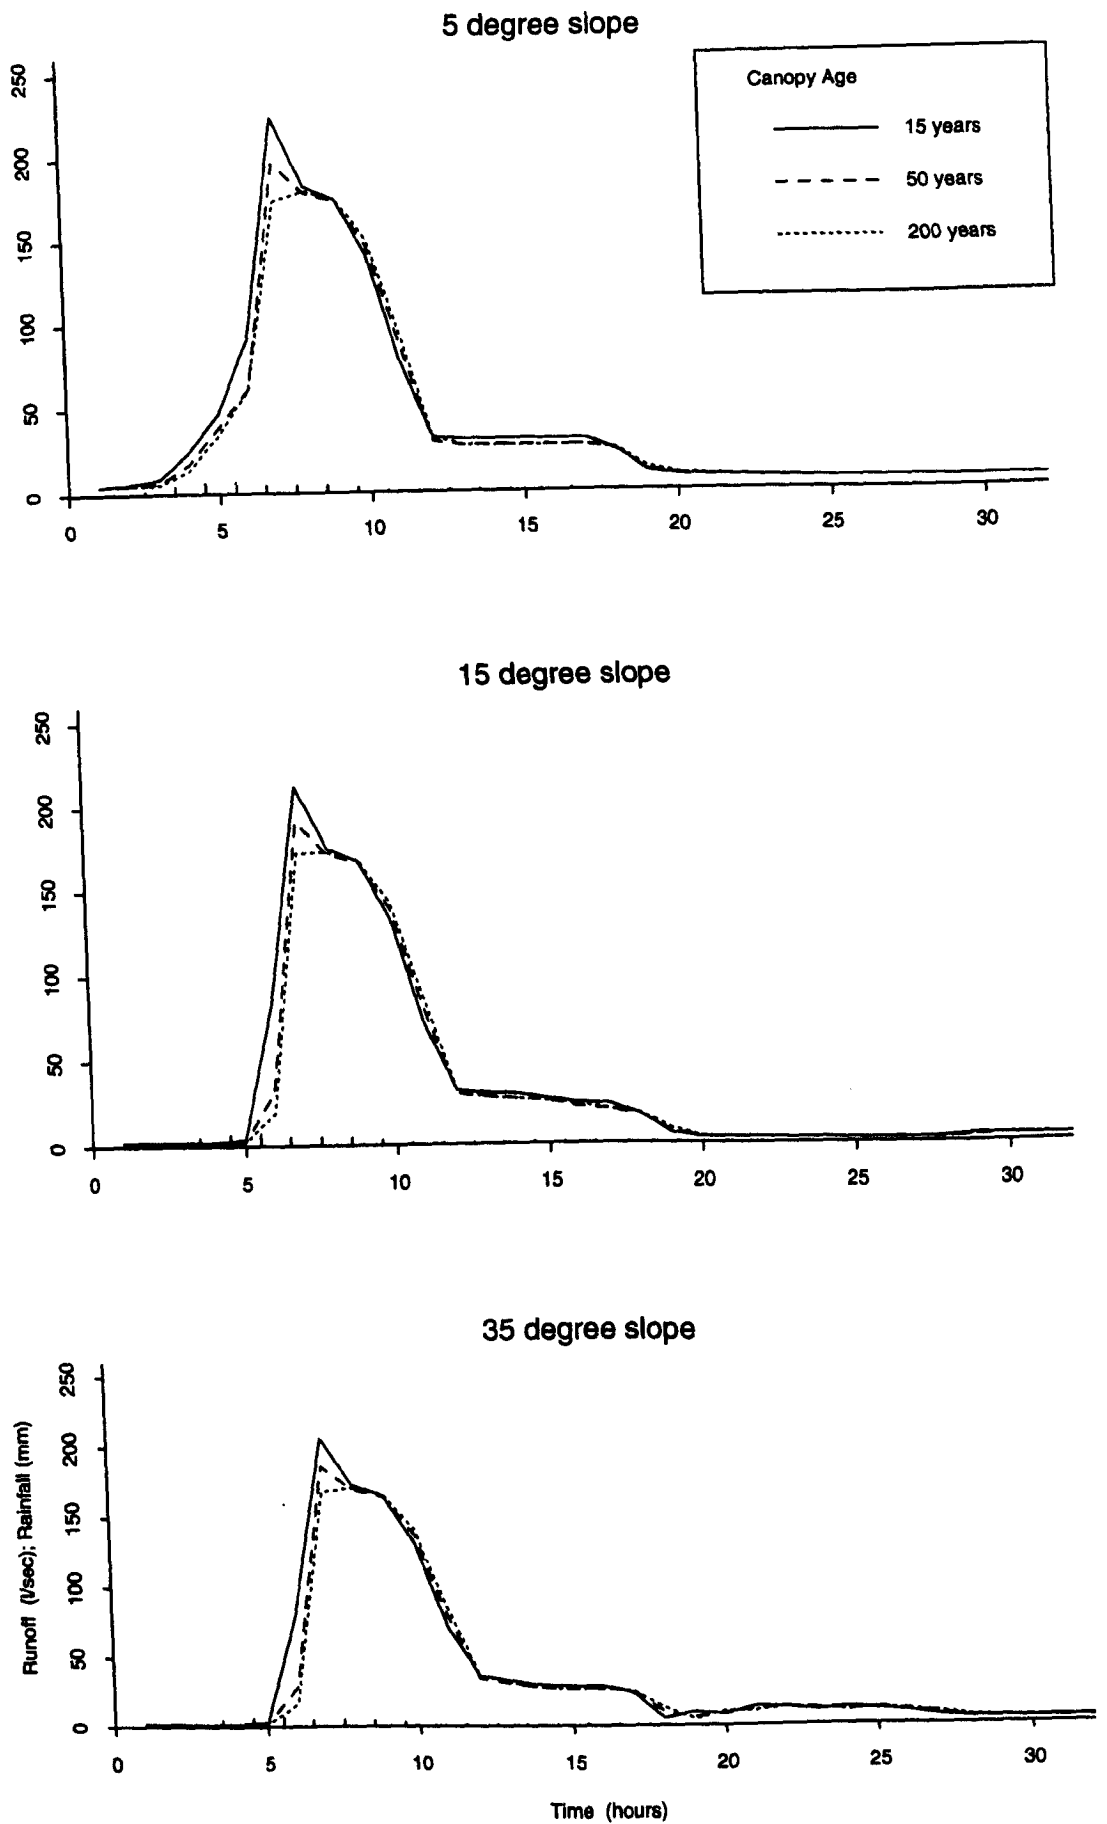 5 degree slope
Canopy Age
15 years
50 years
200 years
250
200
150
100
50
0
0 5 10 15 20 25 30
15 degree slope
250
200
150
100
50
0
0 5 10 15 20 25 30
35 degree slope
250
200
150
100
50
0
Runoff (l/sec); Rainfall (mm)
0 5 10 15 20 25 30
Time (hours)